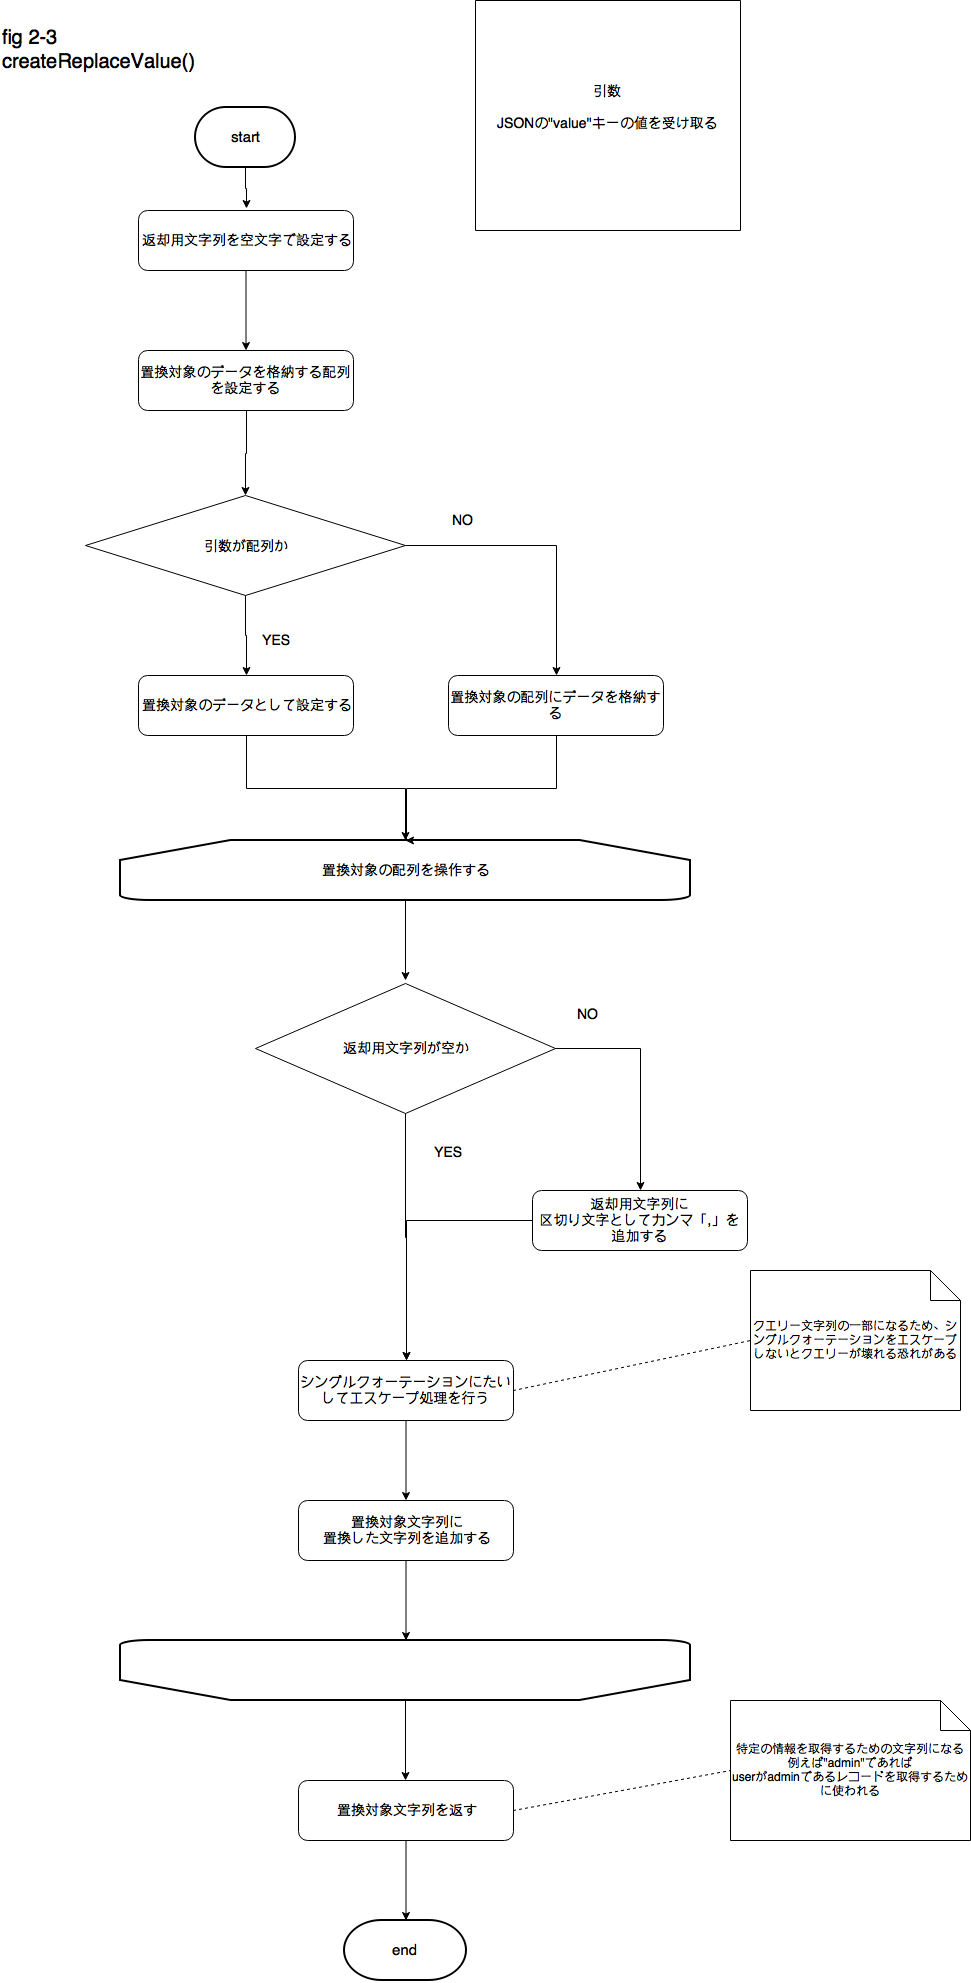 fig 2-3
createReplaceValue()
引数
JSONの"value"キーの値を受け取る
start
返却用文字列を空文字で設定する
置換対象のデータを格納する配列
を設定する
引数が配列か
NO
YES
置換対象のデータとして設定する
置換対象の配列にデータを格納す
る
置換対象の配列を操作する
返却用文字列が空か
NO
YES
返却用文字列に
区切り文字としてカンマ「,」を
追加する
クエリー文字列の一部になるため、シ
ングルクォーテーションをエスケープ
しないとクエリーが壊れる恐れがある
シングルクォーテーションにたい
してエスケープ処理を行う
置換対象文字列に
置換した文字列を追加する
特定の情報を取得するための文字列になる
例えば"admin"であれば
userがadminであるレコードを取得するため
に使われる
置換対象文字列を返す
end